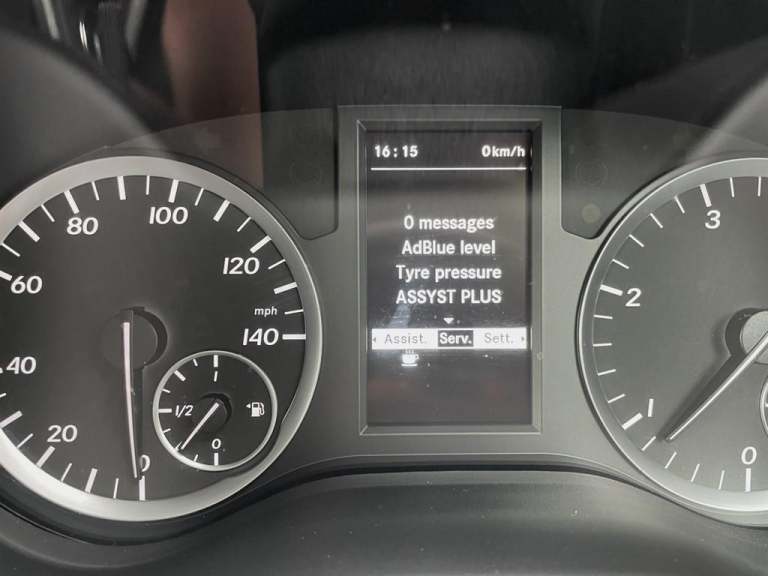 16:15 0km/h
0 messages
AdBlue level
Tyre pressure
ASSYST PLUS
Assist. Serv. Sett.
0
20
40
60
80
100
120
140
mph
1
1/2
0
0
1
2
3